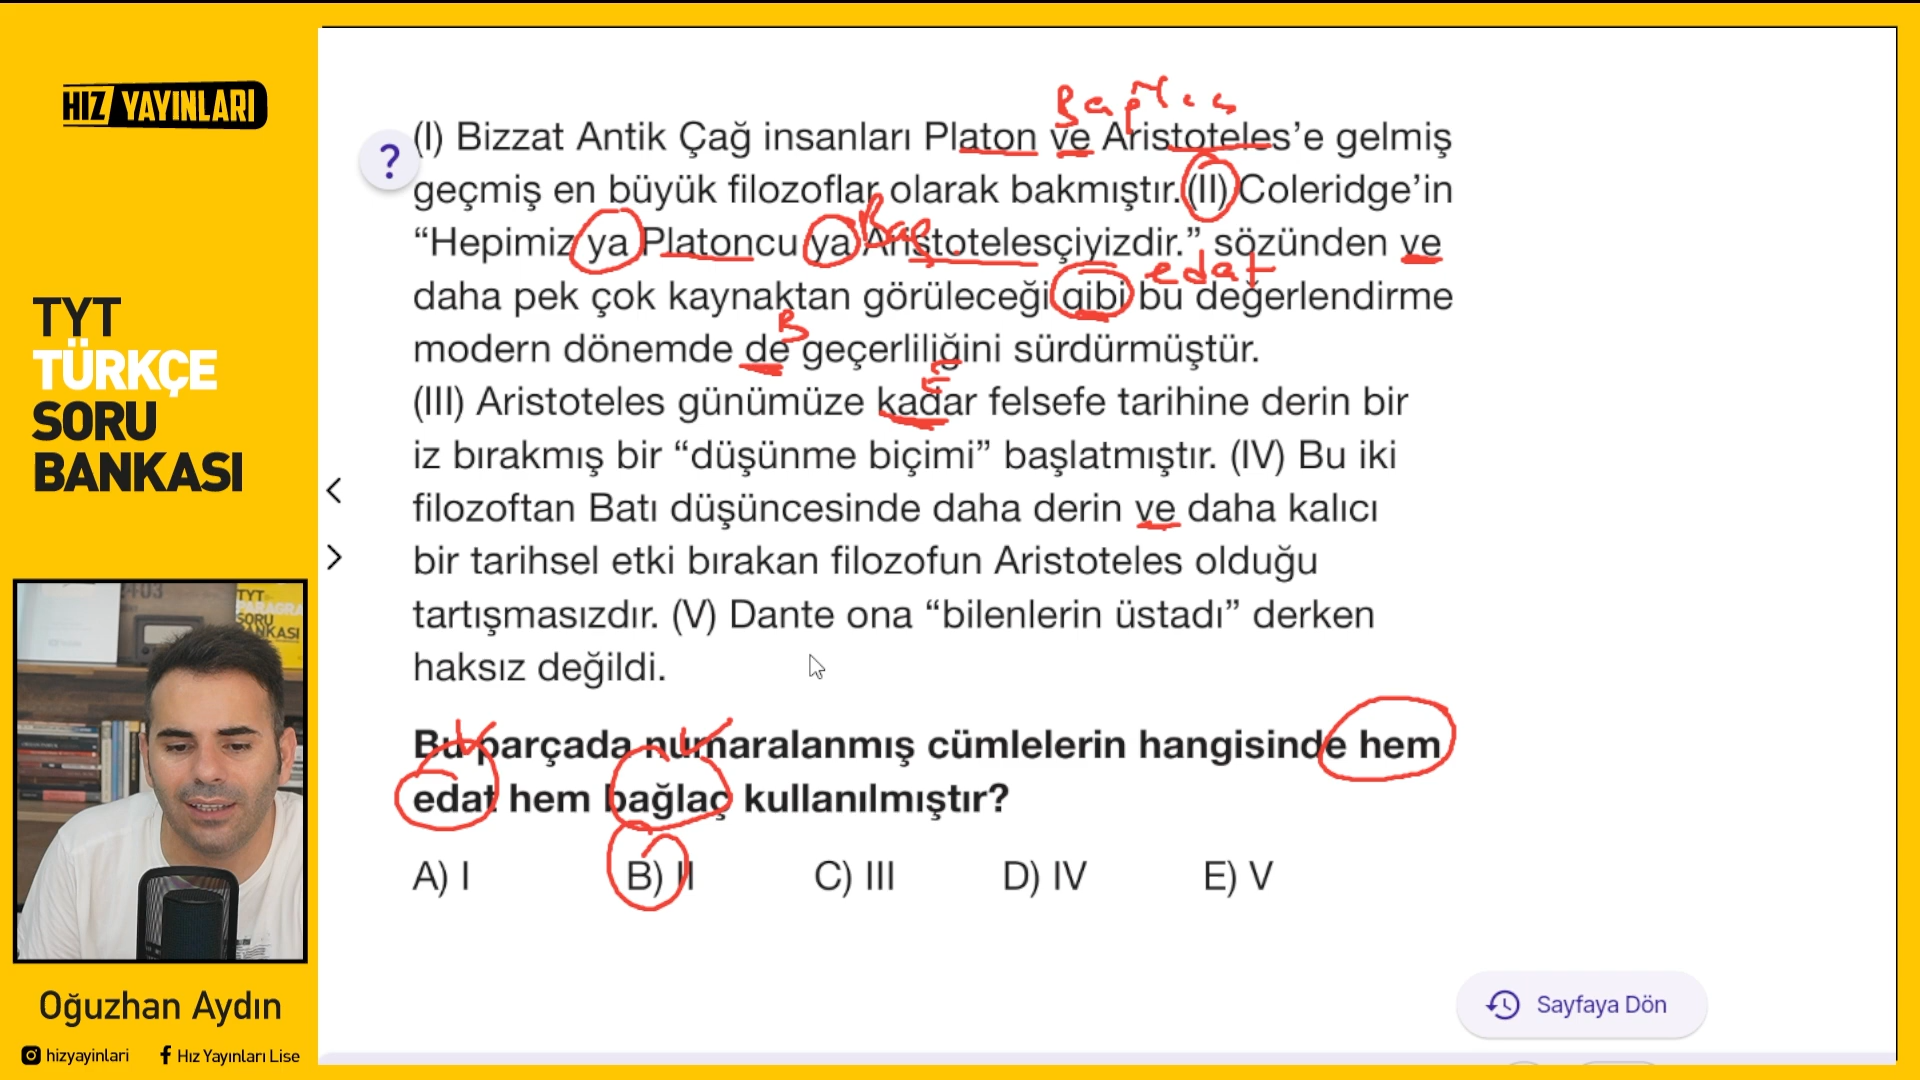 HIZ YAYINLARI
TYT
TÜRKÇE
SORU
BANKASI
Oğuzhan Aydın
hizyayinlari
Hız Yayınları Lise
?
Bağlaç
(I) Bizzat Antik Çağ insanları Platon ve Aristoteles’e gelmiş
geçmiş en büyük filozoflar olarak bakmıştır. (II) Coleridge’in
Bağ
“Hepimiz ya Platoncu ya Aristotelesçiyizdir.” sözünden ve
edat
daha pek çok kaynaktan görüleceği gibi bu değerlendirme
B
modern dönemde de geçerliliğini sürdürmüştür.
(III) Aristoteles günümüze kadar felsefe tarihine derin bir
iz bırakmış bir “düşünme biçimi” başlatmıştır. (IV) Bu iki
filozoftan Batı düşüncesinde daha derin ve daha kalıcı
bir tarihsel etki bırakan filozofun Aristoteles olduğu
tartışmasızdır. (V) Dante ona “bilenlerin üstadı” derken
haksız değildi.
Bu parçada numaralanmış cümlelerin hangisinde hem
edat hem bağlaç kullanılmıştır?
A) I B) II C) III D) IV E) V
Sayfaya Dön